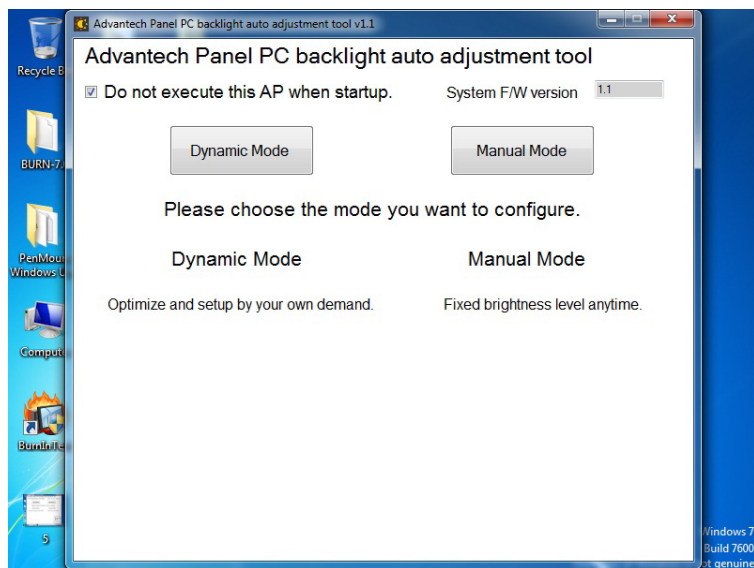 Advantech Panel PC backlight auto adjustment tool v1.1
Advantech Panel PC backlight auto adjustment tool
Do not execute this AP when startup.
System F/W version
1.1
Dynamic Mode
Manual Mode
Please choose the mode you want to configure.
Dynamic Mode
Manual Mode
Optimize and setup by your own demand.
Fixed brightness level anytime.
Recycle B
BURN-7.
PenMou
Windows U
Comput
BurnInTe
5
Windows 7
Build 7600
ot genuine